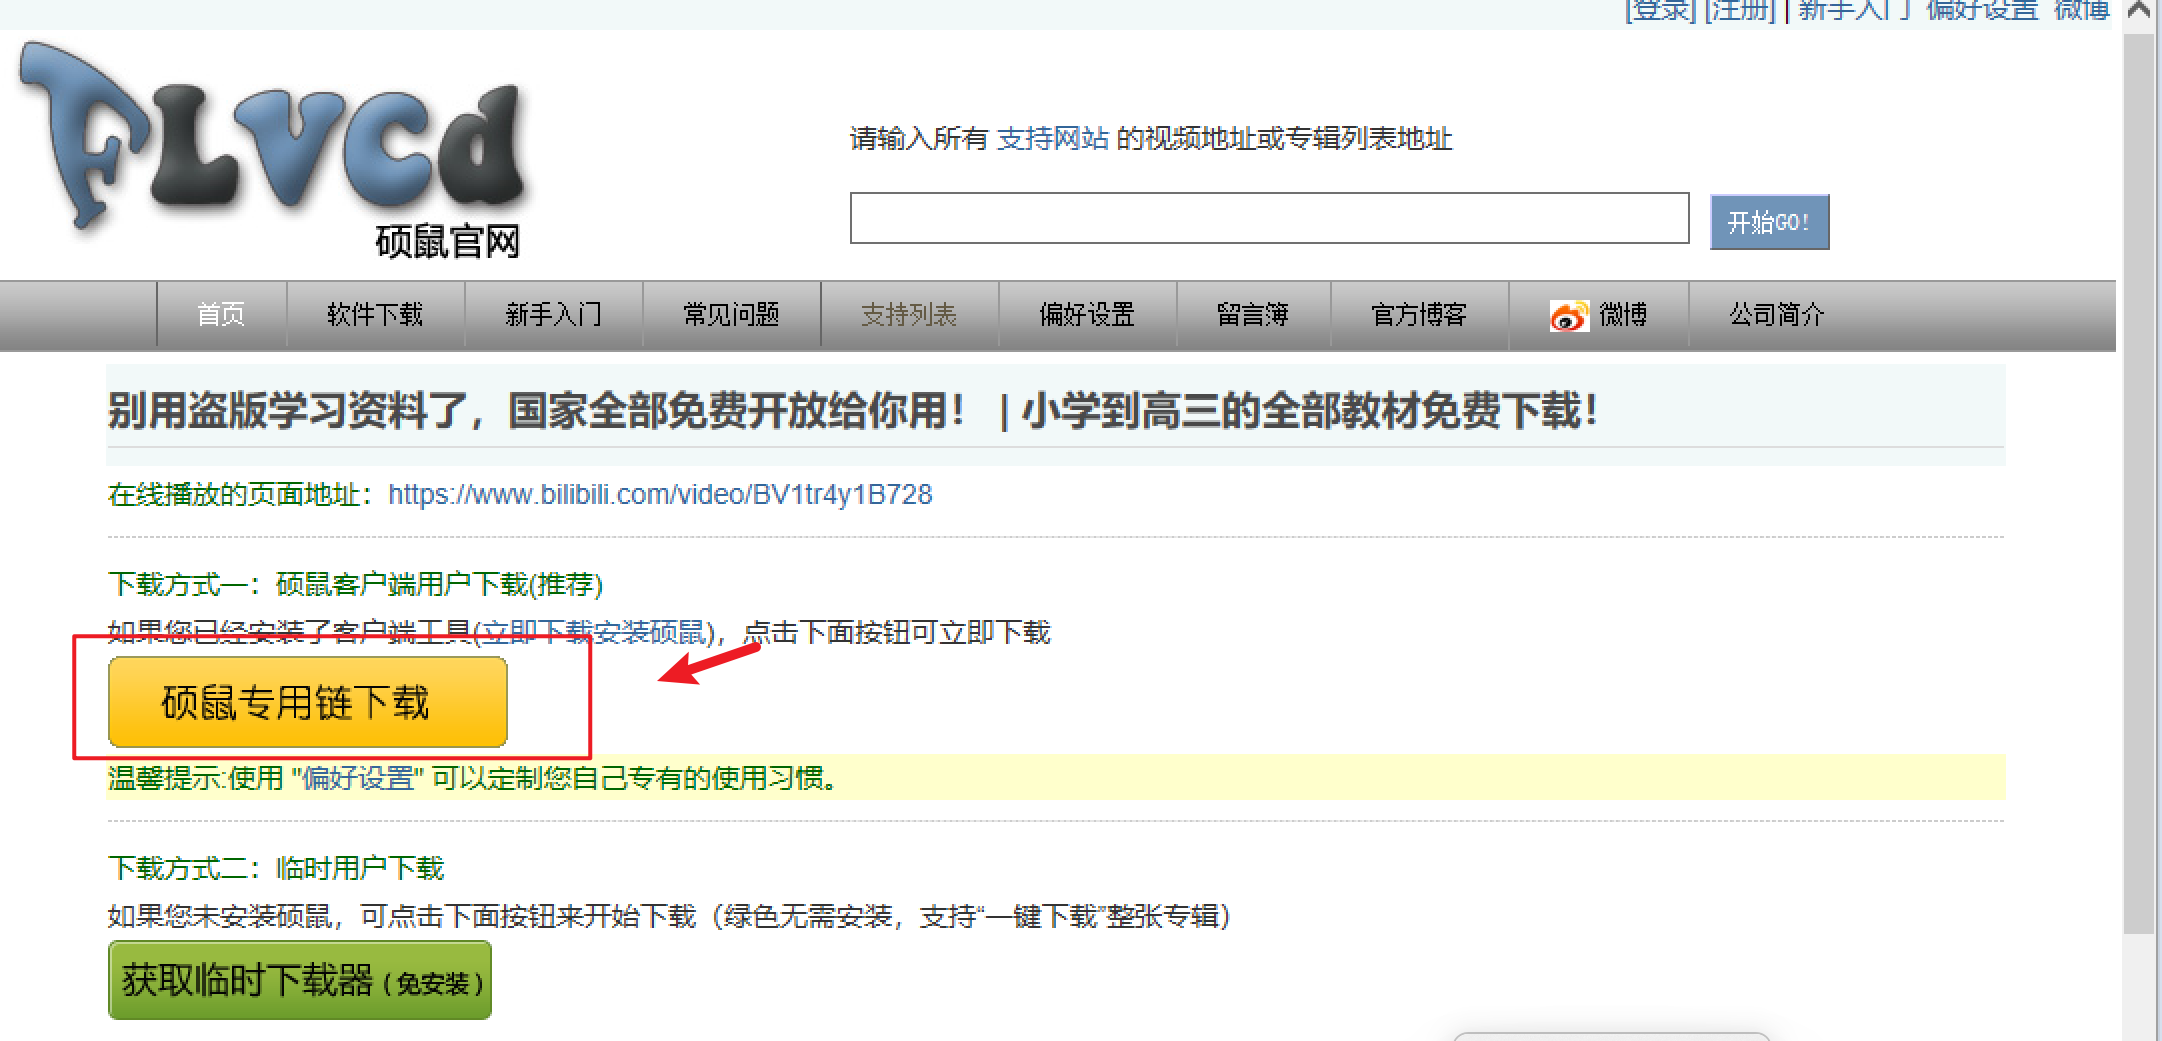 [登录] [注册] | 新手入门 偏好设置 微博
FLVCd
硕鼠官网
请输入所有 支持网站 的视频地址或专辑列表地址
开始GO!
首页 软件下载 新手入门 常见问题 支持列表 偏好设置 留言簿 官方博客 微博 公司简介
别用盗版学习资料了，国家全部免费开放给你用！ | 小学到高三的全部教材免费下载！
在线播放的页面地址：https://www.bilibili.com/video/BV1tr4y1B728
下载方式一：硕鼠客户端用户下载(推荐)
如果您已经安装了客户端工具(立即下载安装硕鼠)，点击下面按钮可立即下载
硕鼠专用链下载
温馨提示:使用 "偏好设置" 可以定制您自己专有的使用习惯。
下载方式二：临时用户下载
如果您未安装硕鼠，可点击下面按钮来开始下载（绿色无需安装，支持“一键下载”整张专辑）
获取临时下载器(免安装)